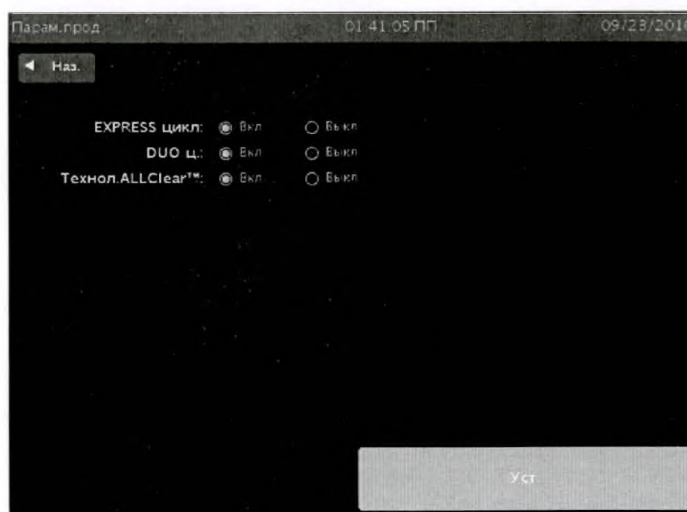 Парам.прод 01:41:05 ПП 09/23/2016
◄ Наз.
EXPRESS цикл: Вкл Выкл
DUO ц.: Вкл Выкл
Технол.ALLClear™: Вкл Выкл
Уст